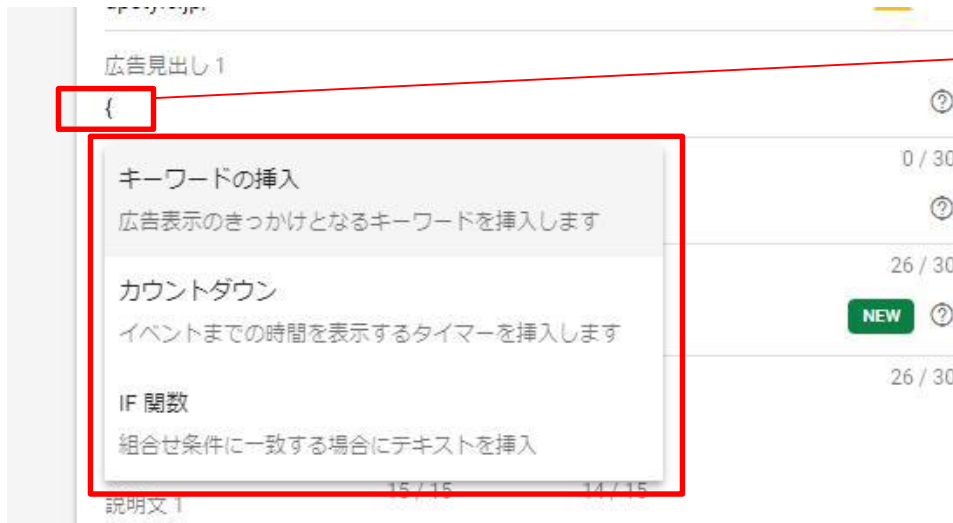 広告見出し 1
{
0 / 30
キーワードの挿入
広告表示のきっかけとなるキーワードを挿入します
26 / 30
カウントダウン
イベントまでの時間を表示するタイマーを挿入します
NEW
26 / 30
IF 関数
組合せ条件に一致する場合にテキストを挿入
15 / 15 14 / 15
説明文 1